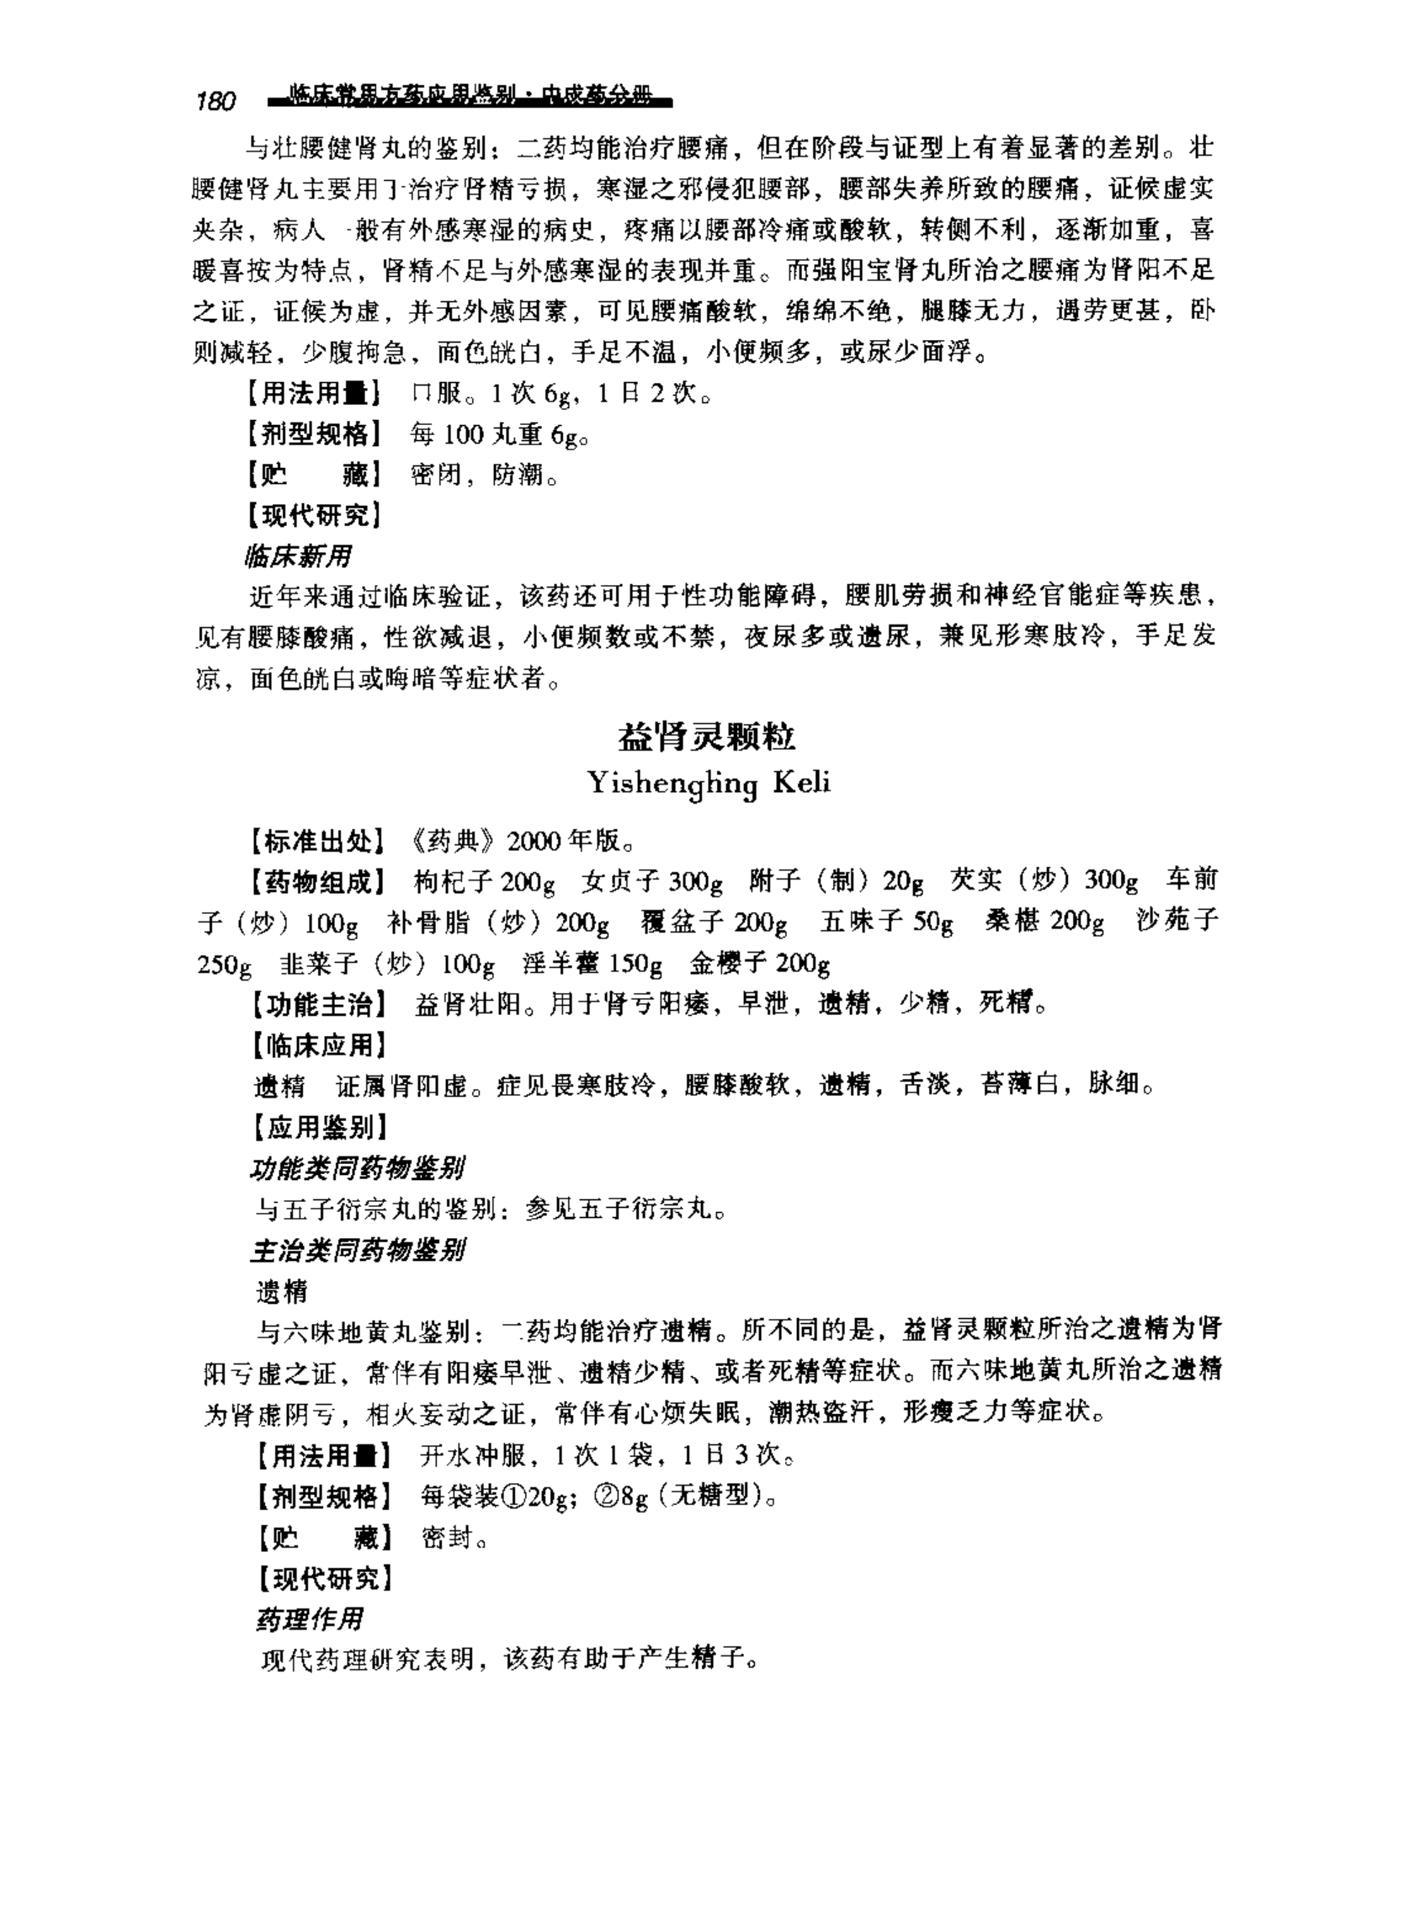 180 临床常用方药应用鉴别·中成药分册
与壮腰健肾丸的鉴别：二药均能治疗腰痛，但在阶段与证型上有着显著的差别。壮
腰健肾丸主要用于治疗肾精亏损，寒湿之邪侵犯腰部，腰部失养所致的腰痛，证候虚实
夹杂，病人一般有外感寒湿的病史，疼痛以腰部冷痛或酸软，转侧不利，逐渐加重，喜
暖喜按为特点，肾精不足与外感寒湿的表现并重。而强阳宝肾丸所治之腰痛为肾阳不足
之证，证候为虚，并无外感因素，可见腰痛酸软，绵绵不绝，腿膝无力，遇劳更甚，卧
则减轻，少腹拘急，面色㿠白，手足不温，小便频多，或尿少面浮。
【用法用量】 口服。1次6g，1日2次。
【剂型规格】 每100丸重6g。
【贮　　藏】 密闭，防潮。
【现代研究】
临床新用
近年来通过临床验证，该药还可用于性功能障碍，腰肌劳损和神经官能症等疾患，
见有腰膝酸痛，性欲减退，小便频数或不禁，夜尿多或遗尿，兼见形寒肢冷，手足发
凉，面色㿠白或晦暗等症状者。
益肾灵颗粒
Yishengling Keli
【标准出处】 《药典》2000年版。
【药物组成】 枸杞子200g 女贞子300g 附子（制）20g 芡实（炒）300g 车前
子（炒）100g 补骨脂（炒）200g 覆盆子200g 五味子50g 桑椹200g 沙苑子
250g 韭菜子（炒）100g 淫羊藿150g 金樱子200g
【功能主治】 益肾壮阳。用于肾亏阳痿，早泄，遗精，少精，死精。
【临床应用】
遗精 证属肾阳虚。症见畏寒肢冷，腰膝酸软，遗精，舌淡，苔薄白，脉细。
【应用鉴别】
功能类同药物鉴别
与五子衍宗丸的鉴别：参见五子衍宗丸。
主治类同药物鉴别
遗精
与六味地黄丸鉴别：二药均能治疗遗精。所不同的是，益肾灵颗粒所治之遗精为肾
阳亏虚之证，常伴有阳痿早泄、遗精少精、或者死精等症状。而六味地黄丸所治之遗精
为肾虚阴亏，相火妄动之证，常伴有心烦失眠，潮热盗汗，形瘦乏力等症状。
【用法用量】 开水冲服，1次1袋，1日3次。
【剂型规格】 每袋装①20g；②8g（无糖型）。
【贮　　藏】 密封。
【现代研究】
药理作用
现代药理研究表明，该药有助于产生精子。